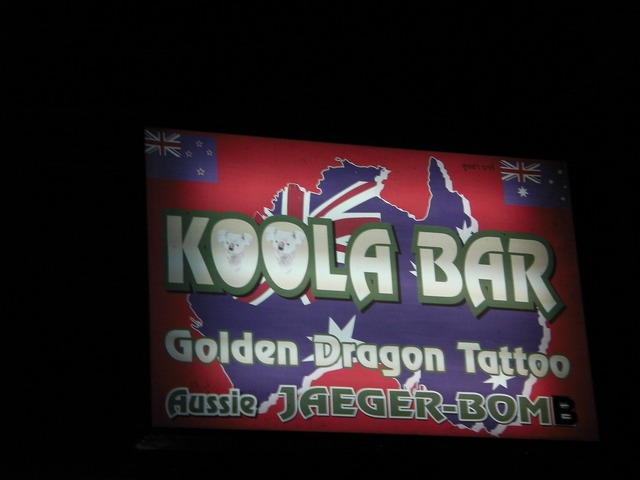 KOOLA BAR
Golden Dragon Tattoo
Aussie JAEGER-BOMB